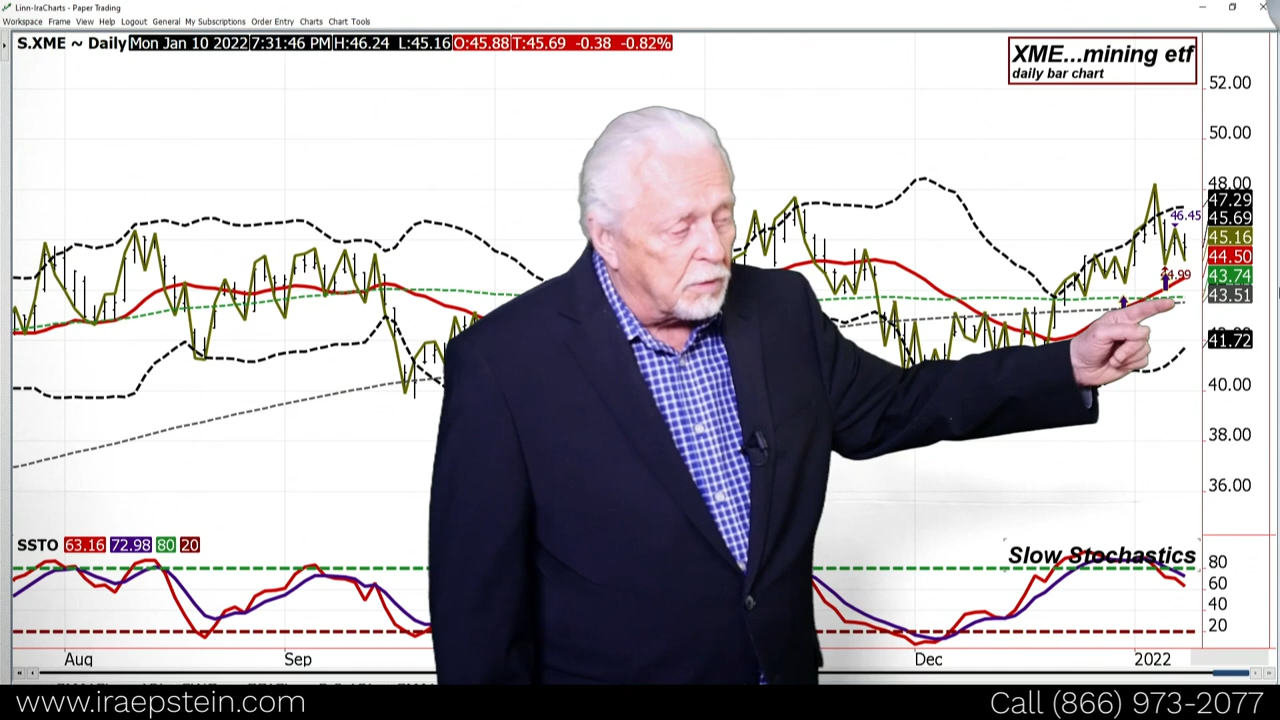 Linn-IraCharts - Paper Trading
Workspace Frame View Help Logout General My Subscriptions Order Entry Charts Chart Tools
S.XME ~ Daily Mon Jan 10 2022 7:31:46 PM H:46.24 L:45.16 O:45.88 T:45.69 -0.38 -0.82%
XME...mining etf
daily bar chart
52.00
50.00
48.00
47.29
46.45
45.69
45.16
44.50
43.74
43.51
41.72
40.00
38.00
36.00
SSTO 63.16 72.98 80 20
Slow Stochastics
80
60
40
20
Aug Sep Dec 2022
www.iraepstein.com
Call (866) 973-2077